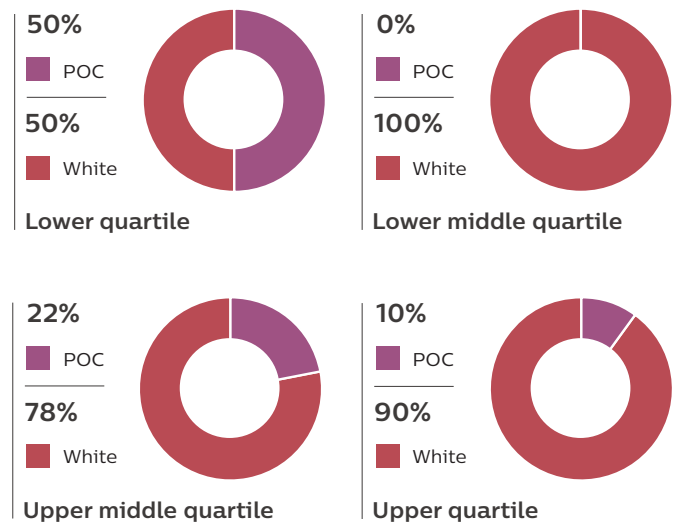 50%
POC
50%
White
Lower quartile
0%
POC
100%
White
Lower middle quartile
22%
POC
78%
White
Upper middle quartile
10%
POC
90%
White
Upper quartile